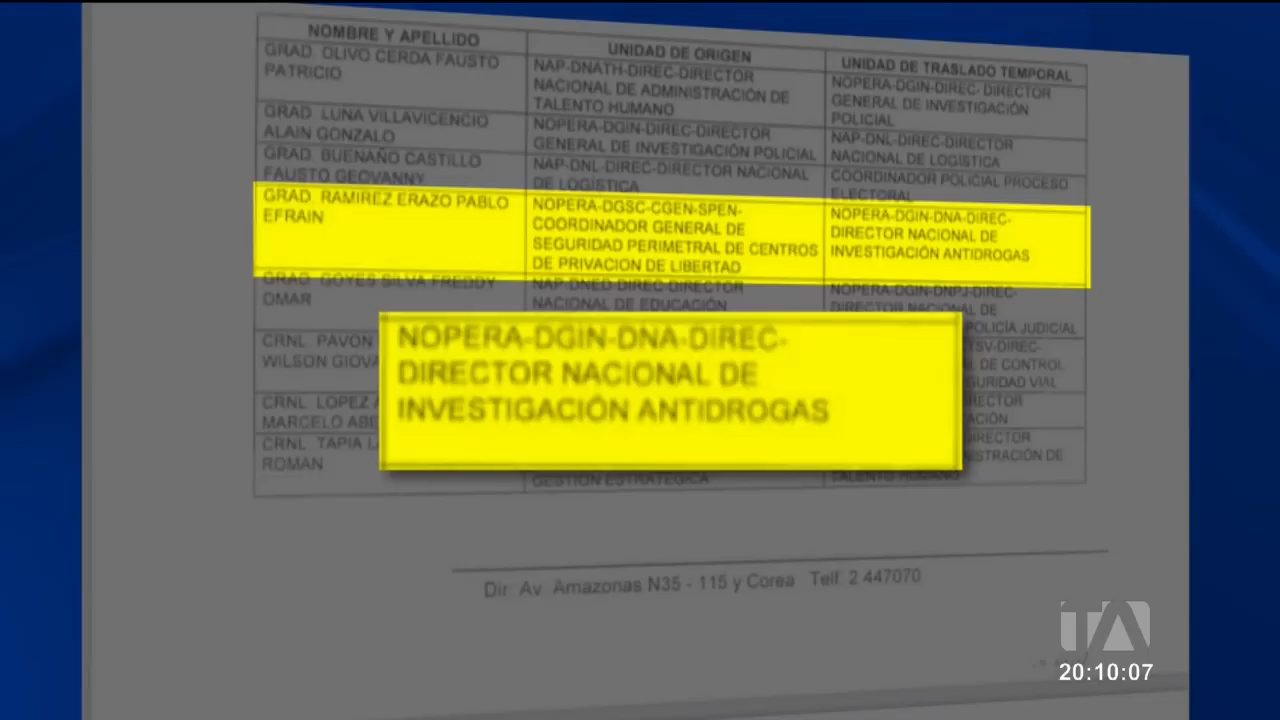 NOMBRE Y APELLIDO
UNIDAD DE ORIGEN
UNIDAD DE TRASLADO TEMPORAL
GRAD. OLIVO CERDA FAUSTO
PATRICIO
NAP-DNATH-DIREC-DIRECTOR
NACIONAL DE ADMINISTRACIÓN DE
TALENTO HUMANO
NOPERA-DGIN-DIREC- DIRECTOR
GENERAL DE INVESTIGACIÓN
POLICIAL
GRAD. LUNA VILLAVICENCIO
ALAIN GONZALO
NOPERA-DGIN-DIREC-DIRECTOR
GENERAL DE INVESTIGACIÓN POLICIAL
NAP-DNL-DIREC-DIRECTOR
NACIONAL DE LOGÍSTICA
GRAD. BUENAÑO CASTILLO
FAUSTO GEOVANNY
NAP-DNL-DIREC-DIRECTOR NACIONAL
DE LOGÍSTICA
COORDINADOR POLICIAL PROCESO
ELECTORAL
GRAD. RAMIREZ ERAZO PABLO
EFRAIN
NOPERA-DGSC-CGEN-SPEN-
COORDINADOR GENERAL DE
SEGURIDAD PERIMETRAL DE CENTROS
DE PRIVACION DE LIBERTAD
NOPERA-DGIN-DNA-DIREC-
DIRECTOR NACIONAL DE
INVESTIGACIÓN ANTIDROGAS
GRAD. GOYES SILVA FREDDY
OMAR
NAP-DNED-DIREC-DIRECTOR
NACIONAL DE EDUCACIÓN
NOPERA-DGIN-DNPJ-DIREC-
DIRECTOR NACIONAL DE
POLICÍA JUDICIAL
CRNL. PAVON
WILSON
DE CONTROL
VIAL
CRNL. LOPEZ
MARCELO
CRNL. TAPIA
ROMAN
GESTION ESTRATEGICA
DE
TALENTO HUMANO
NOPERA-DGIN-DNA-DIREC-
DIRECTOR NACIONAL DE
INVESTIGACIÓN ANTIDROGAS
Dir: Av. Amazonas N35 - 115 y Corea Telf. 2 447070
TA
20:10:07